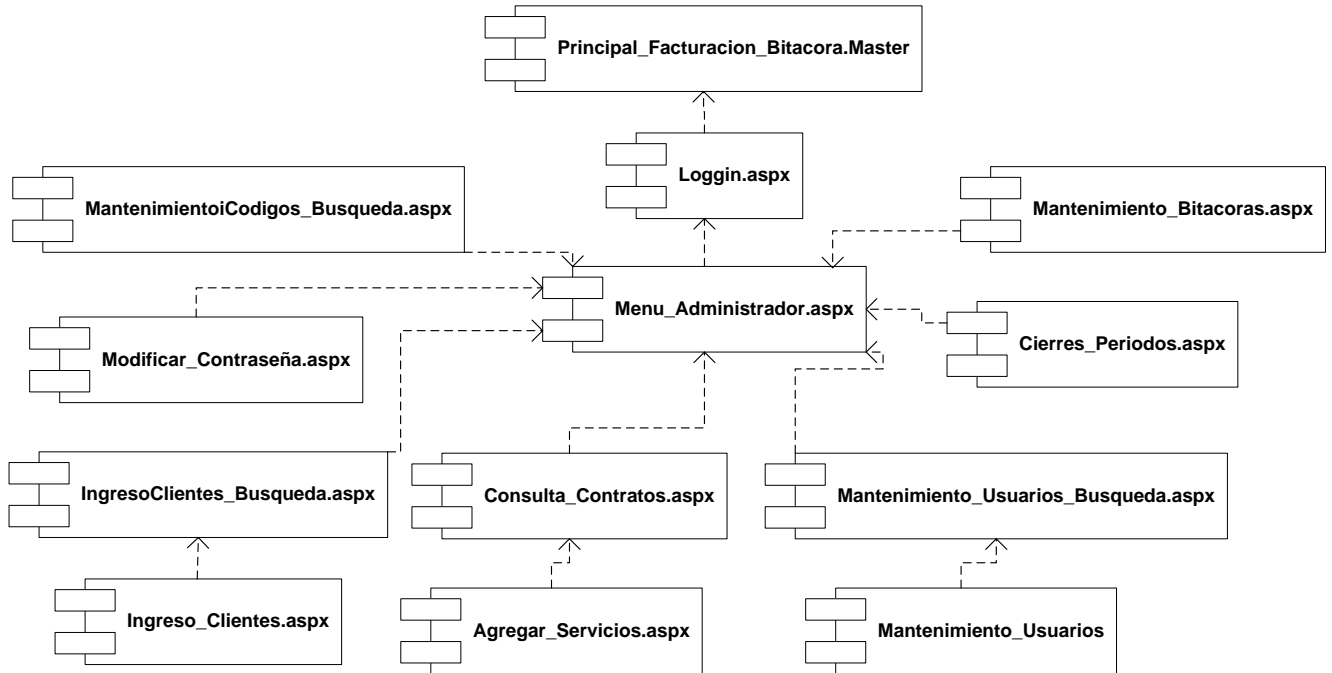 Principal_Facturacion_Bitacora.Master
Loggin.aspx
MantenimientoiCodigos_Busqueda.aspx
Mantenimiento_Bitacoras.aspx
Menu_Administrador.aspx
Modificar_Contraseña.aspx
Cierres_Periodos.aspx
IngresoClientes_Busqueda.aspx
Consulta_Contratos.aspx
Mantenimiento_Usuarios_Busqueda.aspx
Ingreso_Clientes.aspx
Agregar_Servicios.aspx
Mantenimiento_Usuarios